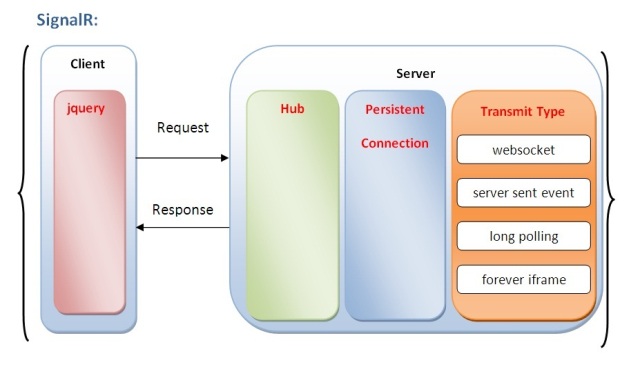 SignalR:
Client
jquery
Request
Response
Server
Hub
Persistent
Connection
Transmit Type
websocket
server sent event
long polling
forever iframe